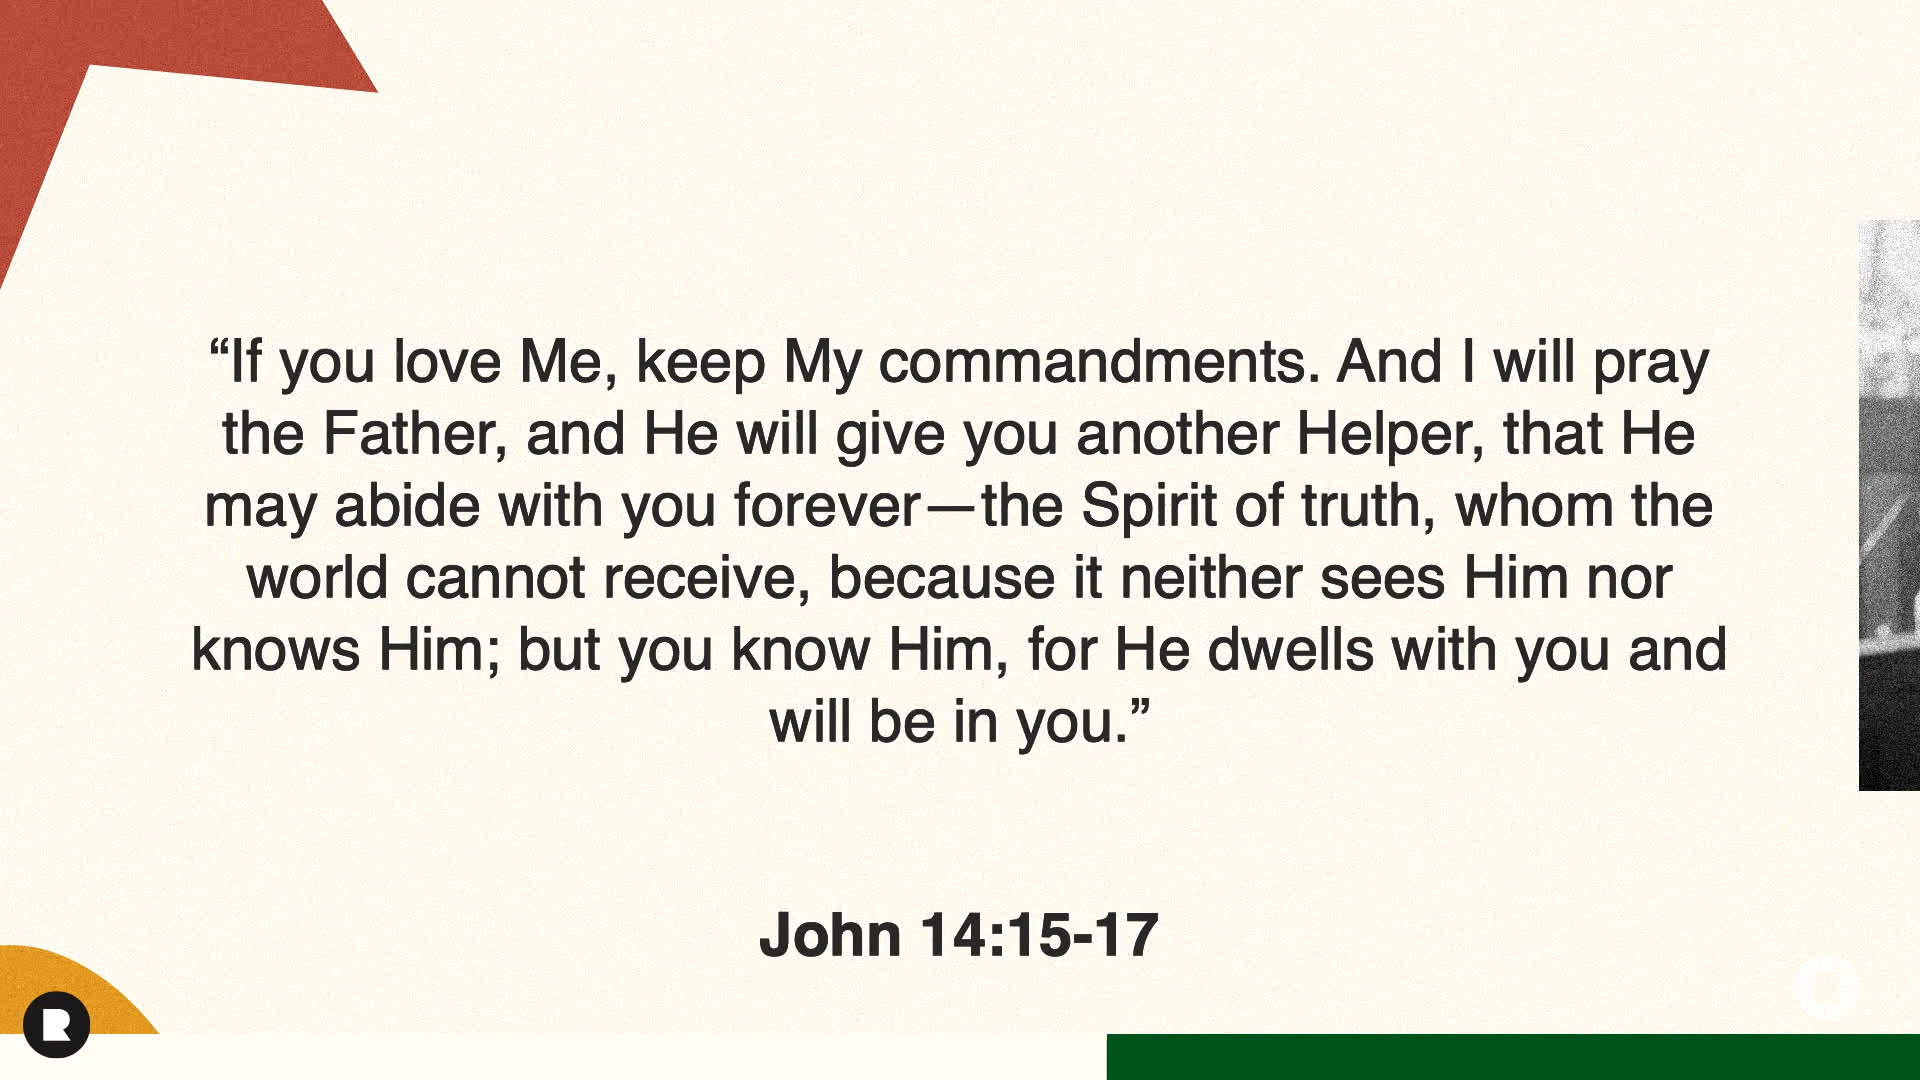 “If you love Me, keep My commandments. And I will pray
the Father, and He will give you another Helper, that He
may abide with you forever—the Spirit of truth, whom the
world cannot receive, because it neither sees Him nor
knows Him; but you know Him, for He dwells with you and
will be in you.”
John 14:15-17
R